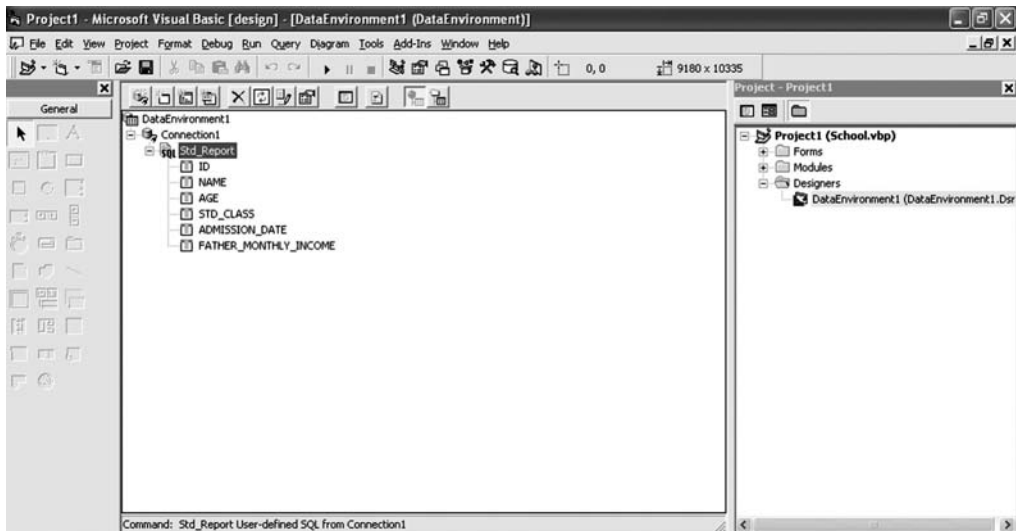 Project1 - Microsoft Visual Basic [design] - [DataEnvironment1 (DataEnvironment)]
File Edit View Project Format Debug Run Query Diagram Tools Add-Ins Window Help
0, 0 9180 x 10335
General
DataEnvironment1
Connection1
SQL Std_Report
ID
NAME
AGE
STD_CLASS
ADMISSION_DATE
FATHER_MONTHLY_INCOME
Command: Std_Report User-defined SQL from Connection1
Project - Project1
Project1 (School.vbp)
Forms
Modules
Designers
DataEnvironment1 (DataEnvironment1.Dsr